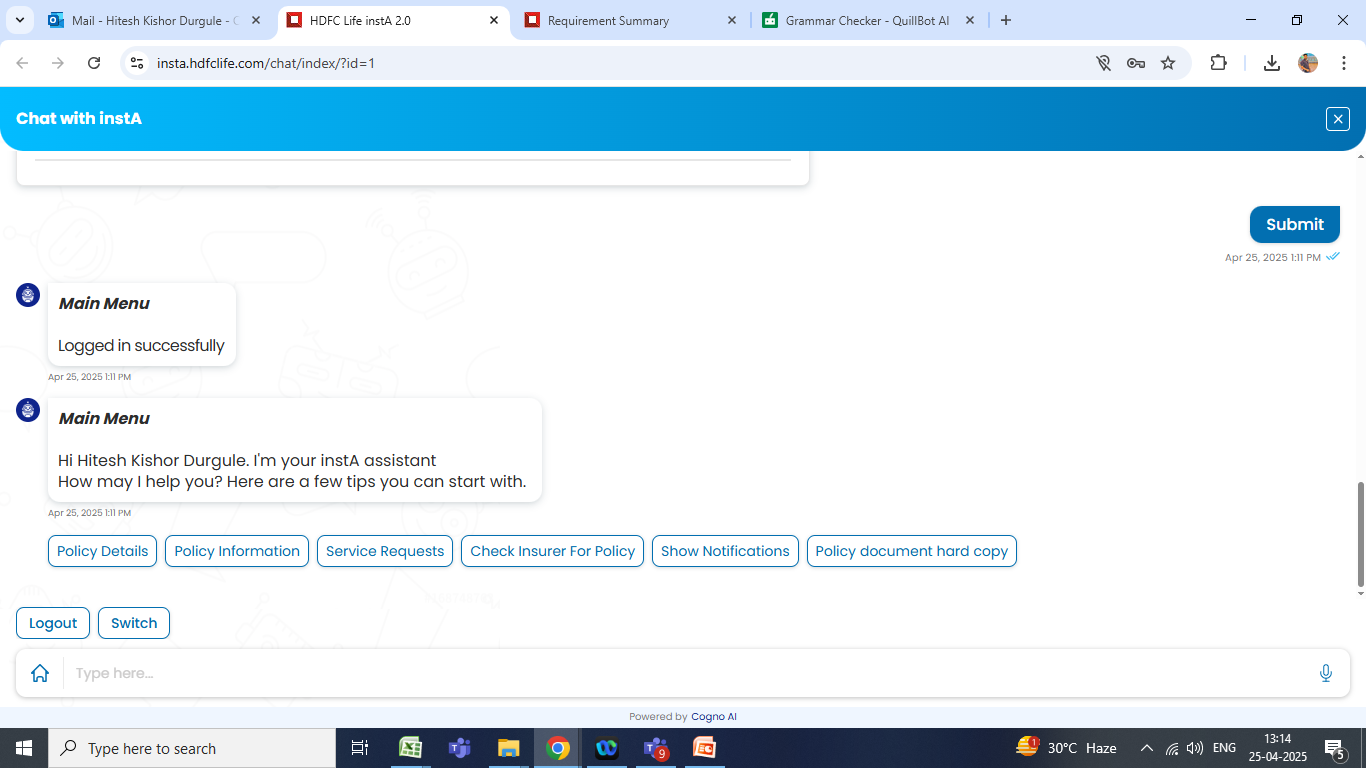 Mail - Hitesh Kishor Durgule - 
HDFC Life instA 2.0
Requirement Summary
Grammar Checker - QuillBot AI
insta.hdfclife.com/chat/index/?id=1
Chat with instA
Submit
Apr 25, 2025 1:11 PM
Main Menu
Logged in successfully
Apr 25, 2025 1:11 PM
Main Menu
Hi Hitesh Kishor Durgule. I'm your instA assistant
How may I help you? Here are a few tips you can start with.
Apr 25, 2025 1:11 PM
Policy Details Policy Information Service Requests Check Insurer For Policy Show Notifications Policy document hard copy
Logout Switch
Type here...
Powered by Cogno AI
Type here to search
9
1
30°C Haze
ENG
13:14
25-04-2025
5